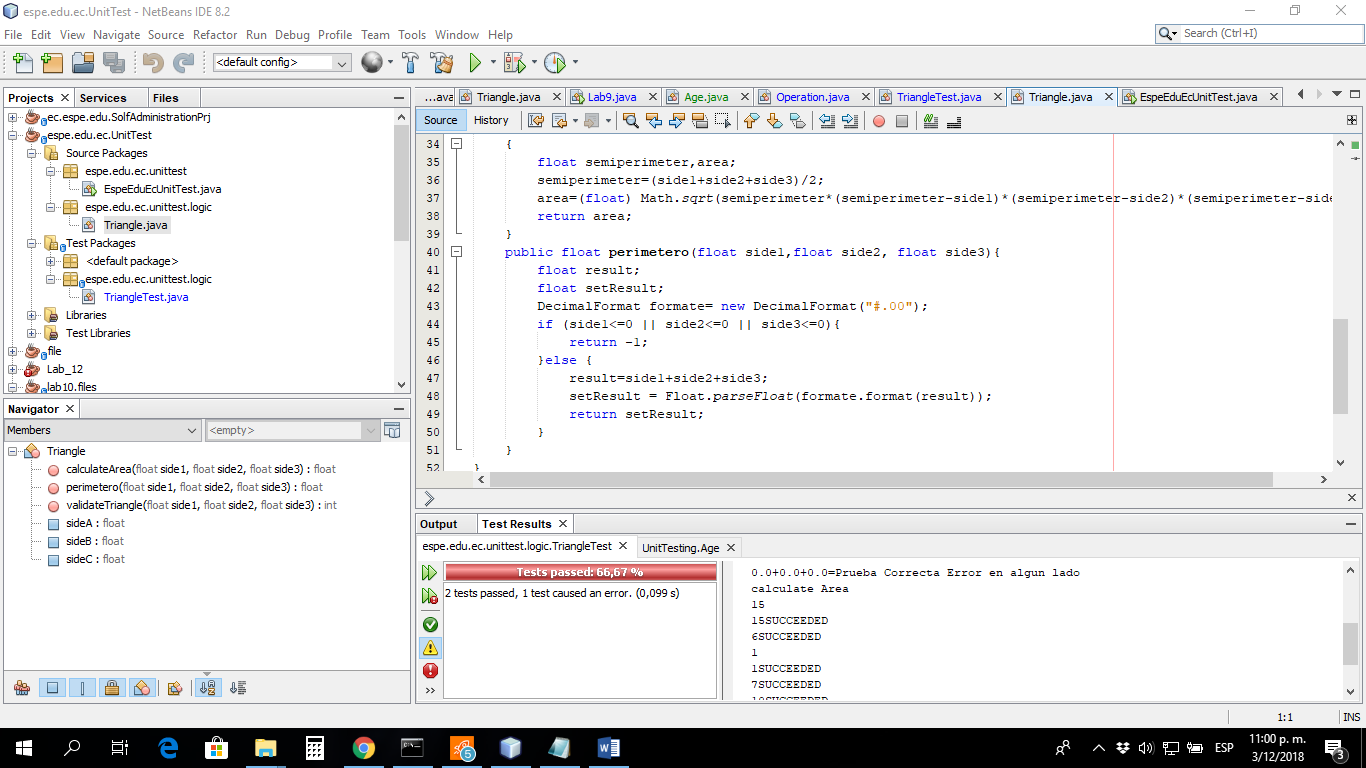 espe.edu.ec.UnitTest - NetBeans IDE 8.2
File Edit View Navigate Source Refactor Run Debug Profile Team Tools Window Help
Search (Ctrl+I)
<default config>
Projects Services Files
ec.espe.edu.SolfAdministrationPrj
espe.edu.ec.UnitTest
Source Packages
espe.edu.ec.unittest
EspeEduEcUnitTest.java
espe.edu.ec.unittest.logic
Triangle.java
Test Packages
<default package>
espe.edu.ec.unittest.logic
TriangleTest.java
Libraries
Test Libraries
file
Lab_12
lab10.files
Navigator
Members
<empty>
Triangle
calculateArea(float side1, float side2, float side3) : float
perimetero(float side1, float side2, float side3) : float
validateTriangle(float side1, float side2, float side3) : int
sideA : float
sideB : float
sideC : float
...ava Triangle.java Lab9.java Age.java Operation.java TriangleTest.java Triangle.java EspeEduEcUnitTest.java
Source History
34 {
35 float semiperimeter,area;
36 semiperimeter=(side1+side2+side3)/2;
37 area=(float) Math.sqrt(semiperimeter*(semiperimeter-side1)*(semiperimeter-side2)*(semiperimeter-side
38 return area;
39 }
40 public float perimetero(float side1,float side2, float side3){
41 float result;
42 float setResult;
43 DecimalFormat formate= new DecimalFormat("#.00");
44 if (side1<=0 || side2<=0 || side3<=0){
45 return -1;
46 }else {
47 result=side1+side2+side3;
48 setResult = Float.parseFloat(formate.format(result));
49 return setResult;
50 }
51 }
52 }
Output Test Results
espe.edu.ec.unittest.logic.TriangleTest UnitTesting.Age
Tests passed: 66,67 %
2 tests passed, 1 test caused an error. (0,099 s)
0.0+0.0+0.0=Prueba Correcta Error en algun lado
calculate Area
15
15SUCCEEDED
6SUCCEEDED
1
1SUCCEEDED
7SUCCEEDED
10SUCCEEDED
1:1 INS
5
ESP
11:00 p. m.
3/12/2018
3